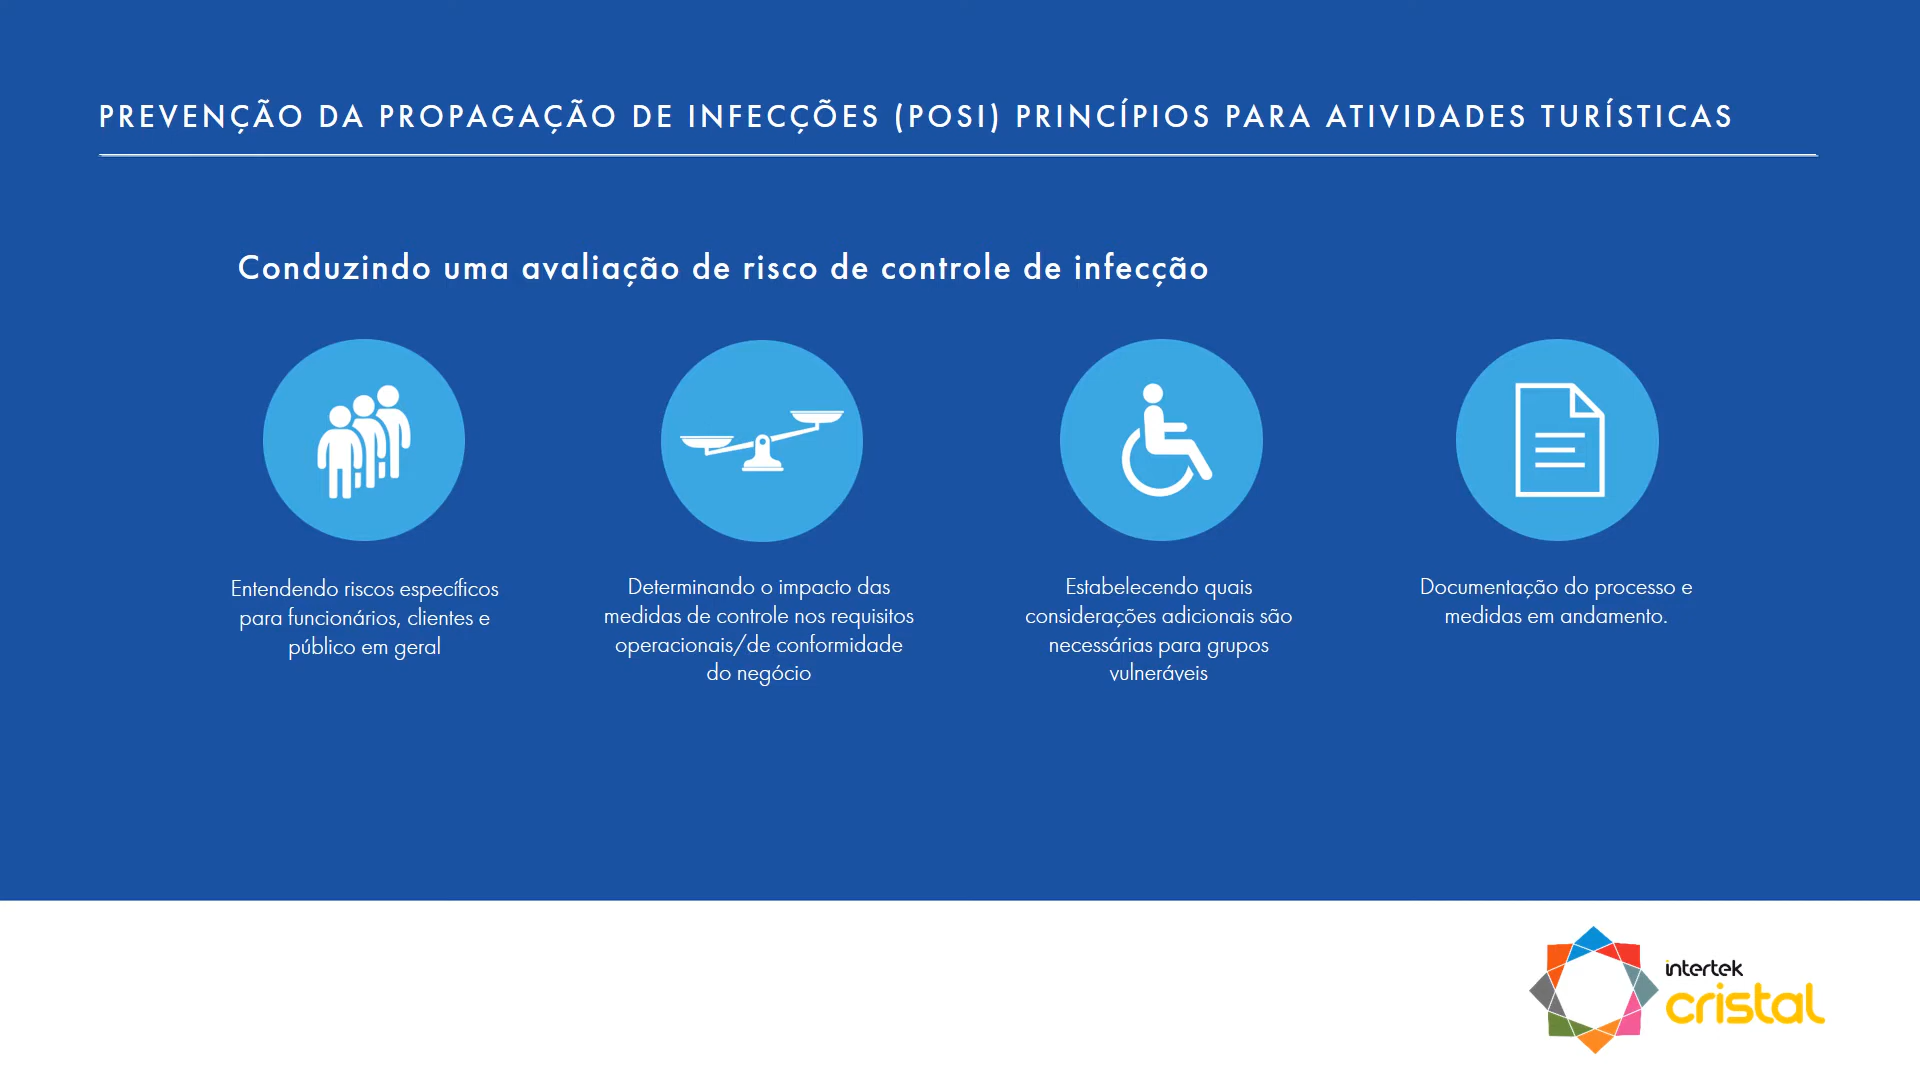 PREVENÇÃO DA PROPAGAÇÃO DE INFECÇÕES (POSI) PRINCÍPIOS PARA ATIVIDADES TURÍSTICAS
Conduzindo uma avaliação de risco de controle de infecção
Entendendo riscos específicos
para funcionários, clientes e
público em geral
Determinando o impacto das
medidas de controle nos requisitos
operacionais/de conformidade
do negócio
Estabelecendo quais
considerações adicionais são
necessárias para grupos
vulneráveis
Documentação do processo e
medidas em andamento.
intertek
cristal